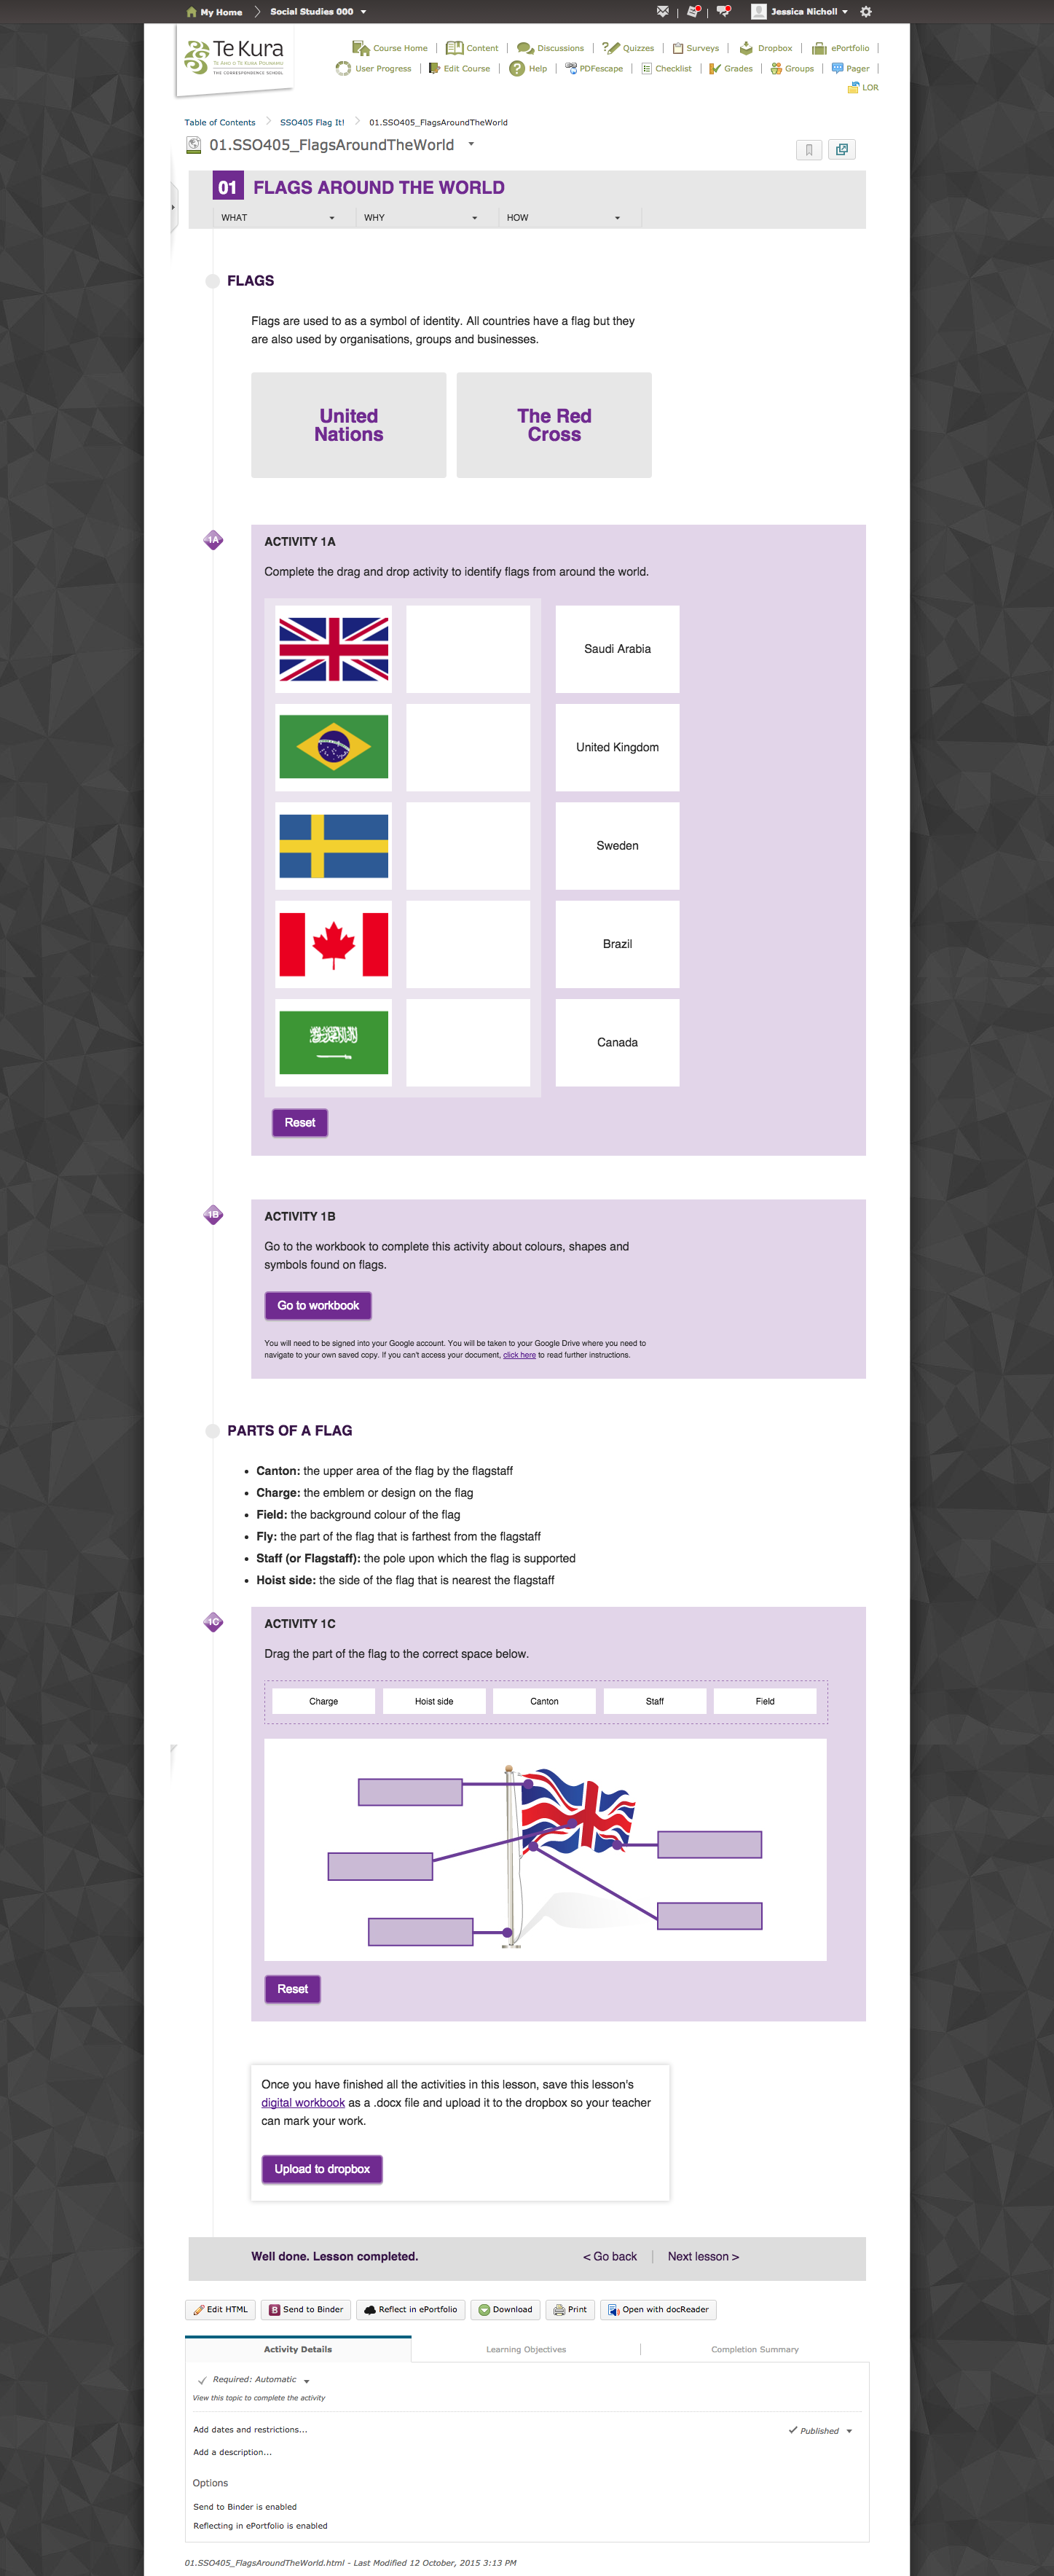 My Home
Social Studies 000
Jessica Nicholl
Te Kura
TE AHO O TE KURA POUNAMU
THE CORRESPONDENCE SCHOOL
Course Home | Content | Discussions | Quizzes | Surveys | Dropbox | ePortfolio |
User Progress | Edit Course | Help | PDFescape | Checklist | Grades | Groups | Pager |
LOR
Table of Contents
SSO405 Flag It!
01.SSO405_FlagsAroundTheWorld
01.SSO405_FlagsAroundTheWorld
01 FLAGS AROUND THE WORLD
WHAT
WHY
HOW
FLAGS
Flags are used to as a symbol of identity. All countries have a flag but they
are also used by organisations, groups and businesses.
United
Nations
The Red
Cross
1A
ACTIVITY 1A
Complete the drag and drop activity to identify flags from around the world.
Saudi Arabia
United Kingdom
Sweden
Brazil
Canada
Reset
1B
ACTIVITY 1B
Go to the workbook to complete this activity about colours, shapes and
symbols found on flags.
Go to workbook
You will need to be signed into your Google account. You will be taken to your Google Drive where you need to
navigate to your own saved copy. If you can't access your document, click here to read further instructions.
PARTS OF A FLAG
• Canton: the upper area of the flag by the flagstaff
• Charge: the emblem or design on the flag
• Field: the background colour of the flag
• Fly: the part of the flag that is farthest from the flagstaff
• Staff (or Flagstaff): the pole upon which the flag is supported
• Hoist side: the side of the flag that is nearest the flagstaff
1C
ACTIVITY 1C
Drag the part of the flag to the correct space below.
Charge
Hoist side
Canton
Staff
Field
Reset
Once you have finished all the activities in this lesson, save this lesson's
digital workbook as a .docx file and upload it to the dropbox so your teacher
can mark your work.
Upload to dropbox
Well done. Lesson completed.
< Go back | Next lesson >
Edit HTML
Send to Binder
Reflect in ePortfolio
Download
Print
Open with docReader
Activity Details
Learning Objectives
Completion Summary
Required: Automatic
View this topic to complete the activity
Add dates and restrictions...
Published
Add a description...
Options
Send to Binder is enabled
Reflecting in ePortfolio is enabled
01.SSO405_FlagsAroundTheWorld.html - Last Modified 12 October, 2015 3:13 PM